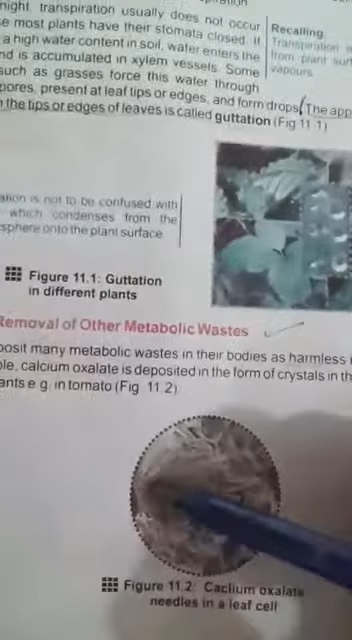 night, transpiration usually does not occur
se most plants have their stomata closed. If
a high water content in soil, water enters the
nd is accumulated in xylem vessels. Some
such as grasses force this water through
pores, present at leaf tips or edges, and form drops. The app
n the tips or edges of leaves is called guttation (Fig 11.1)
Recalling
Transpiration is
from plant surf
vapours.
ation is not to be confused with
which condenses from the
sphere onto the plant surface.
Figure 11.1: Guttation
in different plants
Removal of Other Metabolic Wastes
posit many metabolic wastes in their bodies as harmless
ple, calcium oxalate is deposited in the form of crystals in th
ants e.g. in tomato (Fig 11.2).
Figure 11.2: Caclium oxalate
needles in a leaf cell